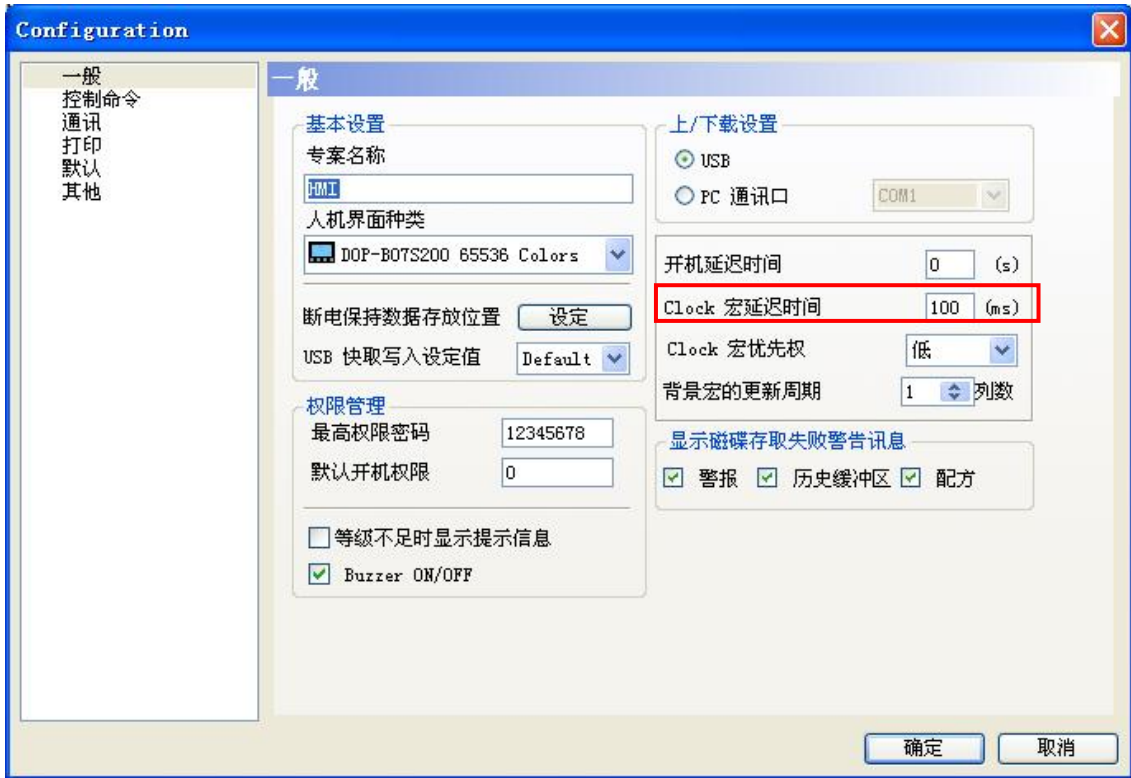 Configuration
一般
控制命令
通讯
打印
默认
其他
一般
基本设置
专案名称
HMI
人机界面种类
DOP-B07S200 65536 Colors
断电保持数据存放位置 设定
USB 快取写入设定值 Default
权限管理
最高权限密码 12345678
默认开机权限 0
等级不足时显示提示信息
Buzzer ON/OFF
上/下载设置
USB
PC 通讯口 COM1
开机延迟时间 0 (s)
Clock 宏延迟时间 100 (ms)
Clock 宏优先权 低
背景宏的更新周期 1 列数
显示磁碟存取失败警告讯息
警报 历史缓冲区 配方
确定 取消